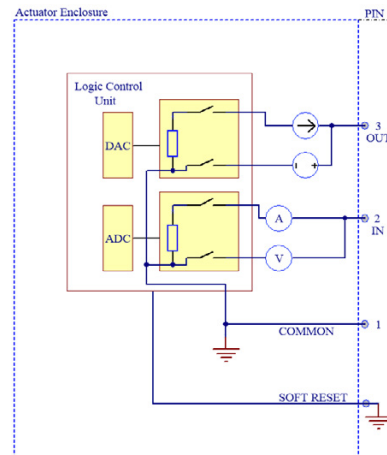 Actuator Enclosure
PIN
Logic Control
Unit
DAC
3
OUT
- +
ADC
A
2
IN
V
1
COMMON
SOFT RESET